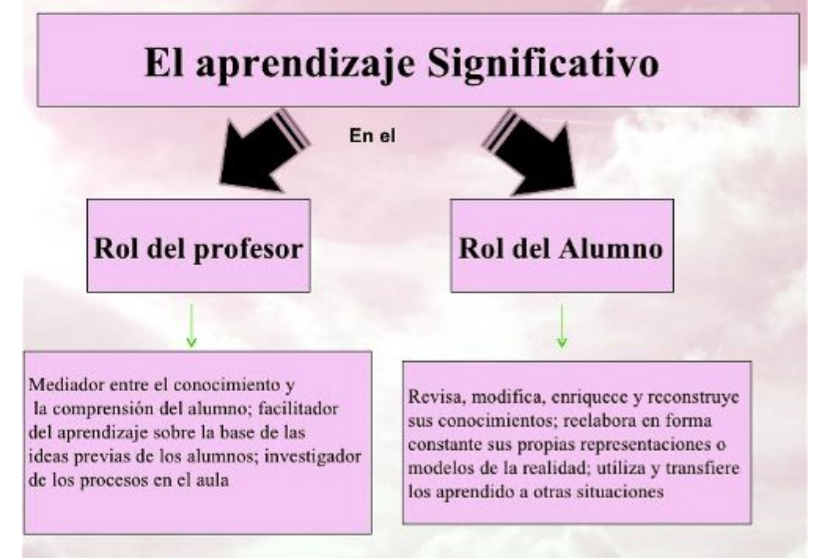 El aprendizaje Significativo
En el
Rol del profesor
Rol del Alumno
Mediador entre el conocimiento y
la comprensión del alumno; facilitador
del aprendizaje sobre la base de las
ideas previas de los alumnos; investigador
de los procesos en el aula
Revisa, modifica, enriquece y reconstruye
sus conocimientos; reelabora en forma
constante sus propias representaciones o
modelos de la realidad; utiliza y transfiere
los aprendido a otras situaciones